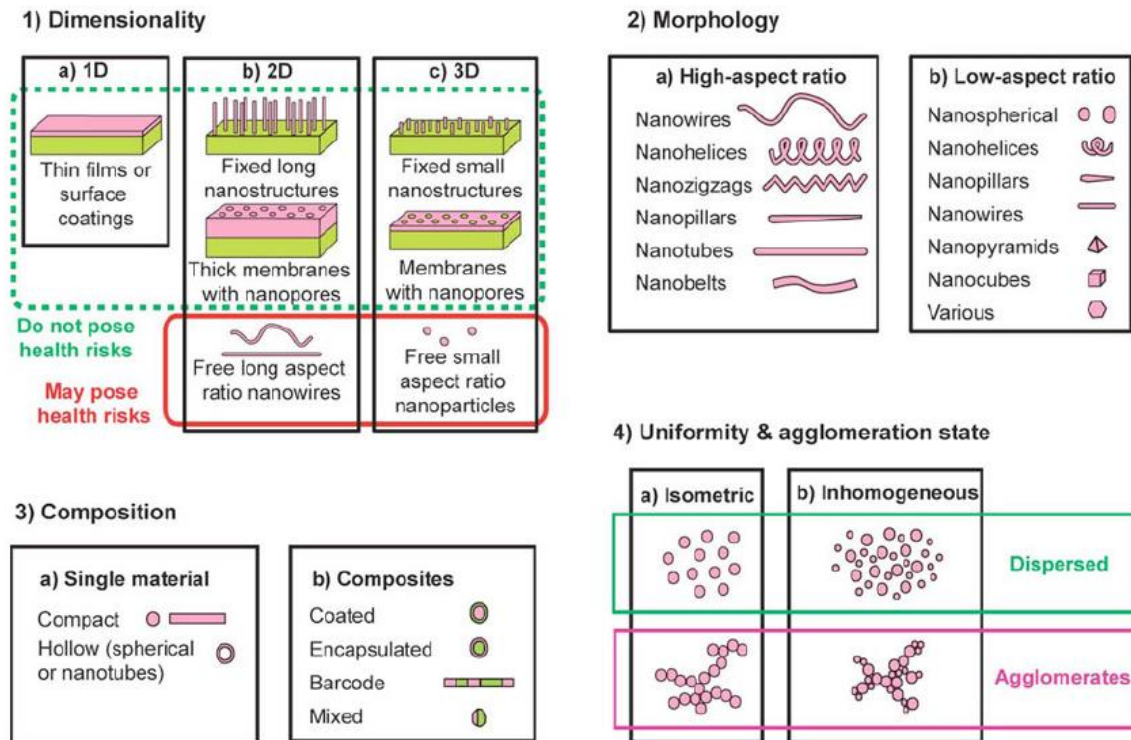 1) Dimensionality
a) 1D
Thin films or
surface
coatings
b) 2D
Fixed long
nanostructures
Thick membranes
with nanopores
Free long aspect
ratio nanowires
c) 3D
Fixed small
nanostructures
Membranes
with nanopores
Free small
aspect ratio
nanoparticles
Do not pose
health risks
May pose
health risks
2) Morphology
a) High-aspect ratio
Nanowires
Nanohelices
Nanozigzags
Nanopillars
Nanotubes
Nanobelts
b) Low-aspect ratio
Nanospherical
Nanohelices
Nanopillars
Nanowires
Nanopyramids
Nanocubes
Various
3) Composition
a) Single material
Compact
Hollow (spherical
or nanotubes)
b) Composites
Coated
Encapsulated
Barcode
Mixed
4) Uniformity & agglomeration state
a) Isometric
b) Inhomogeneous
Dispersed
Agglomerates